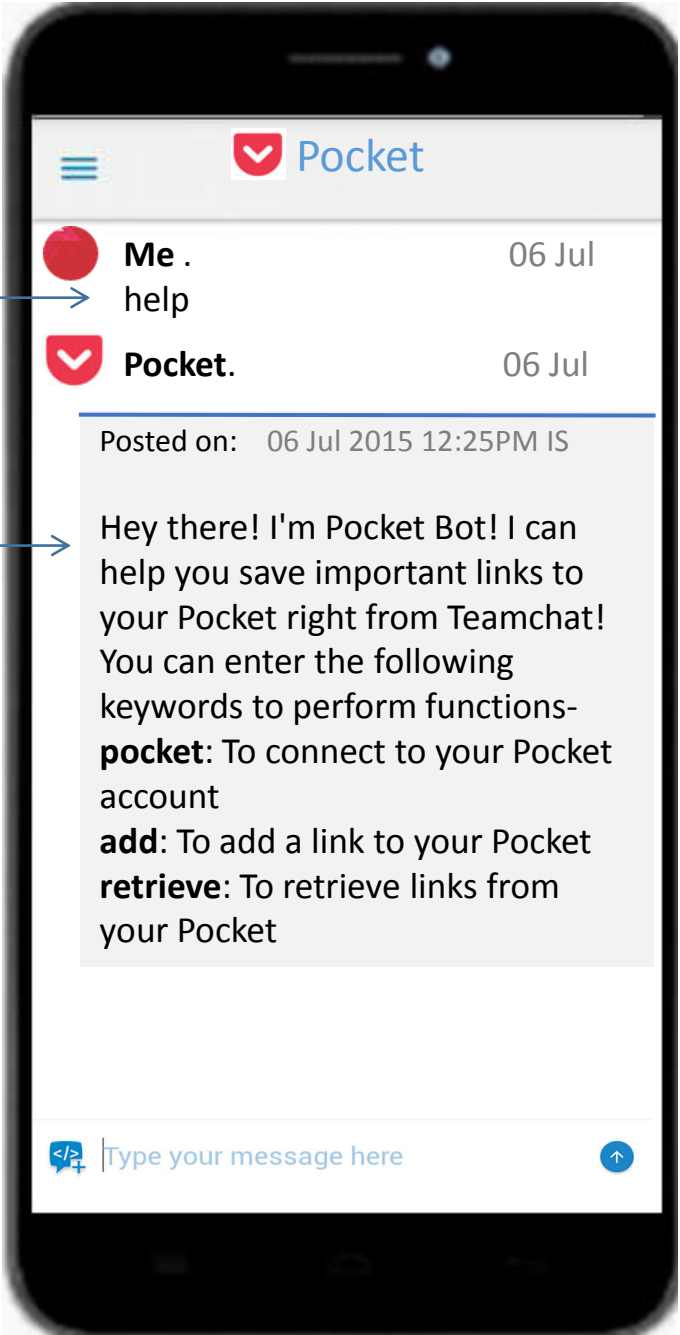 Pocket
Me . 06 Jul
help
Pocket. 06 Jul
Posted on: 06 Jul 2015 12:25PM IS
Hey there! I'm Pocket Bot! I can
help you save important links to
your Pocket right from Teamchat!
You can enter the following
keywords to perform functions-
pocket: To connect to your Pocket
account
add: To add a link to your Pocket
retrieve: To retrieve links from
your Pocket
</>
Type your message here